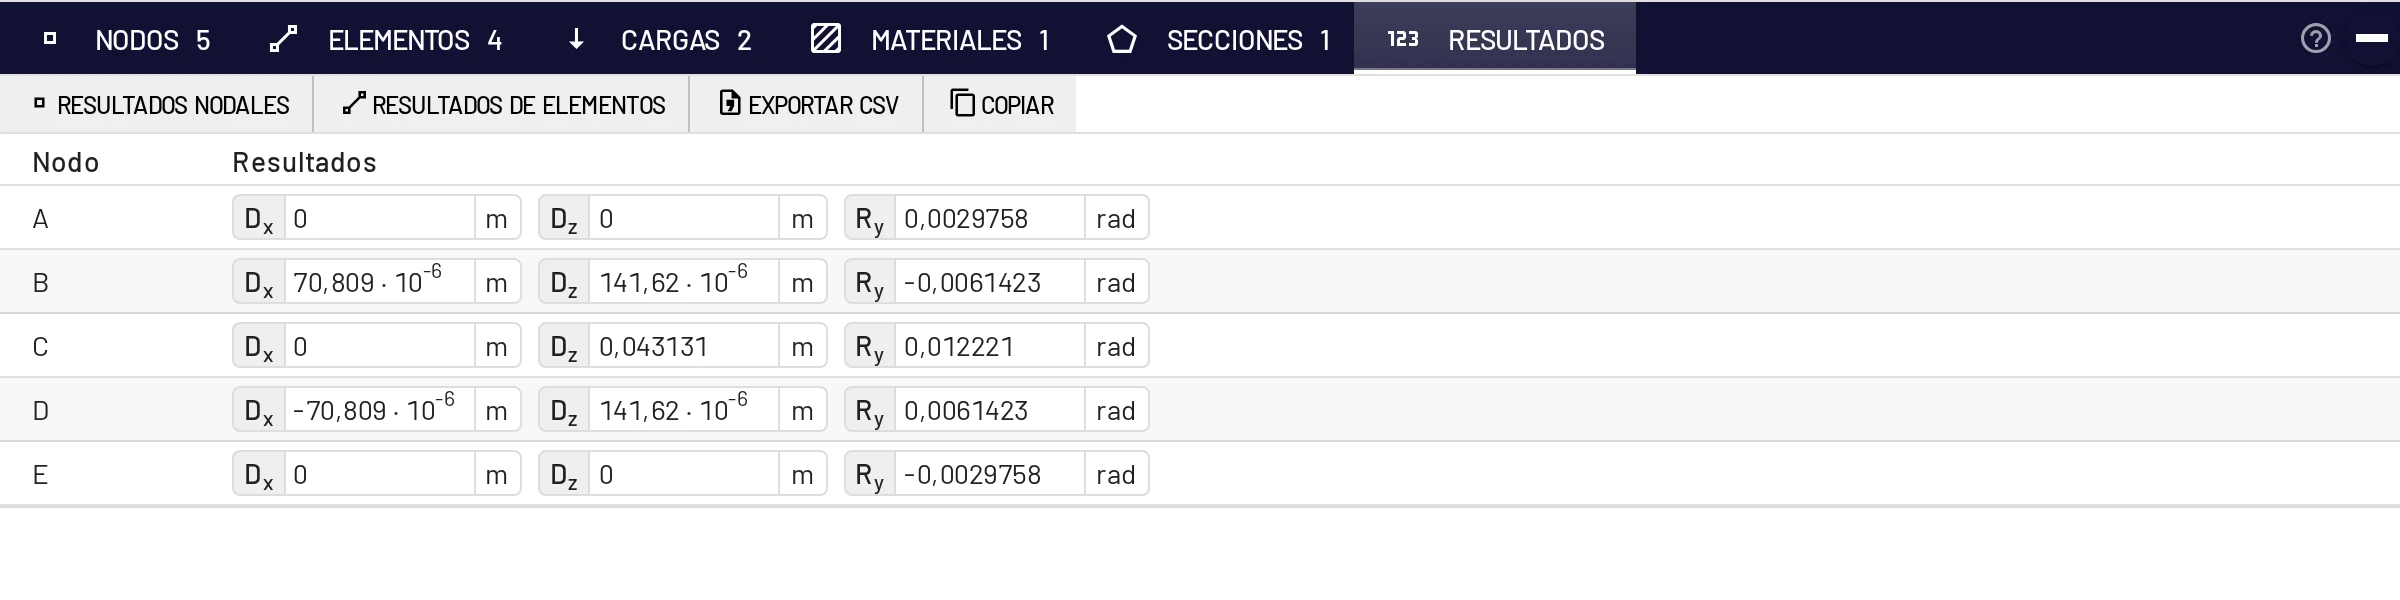 NODOS 5 ELEMENTOS 4 CARGAS 2 MATERIALES 1 SECCIONES 1 123 RESULTADOS ?
RESULTADOS NODALES RESULTADOS DE ELEMENTOS EXPORTAR CSV COPIAR
Nodo Resultados
A Dx 0 m Dz 0 m Ry 0,0029758 rad
B Dx 70,809 · 10⁻⁶ m Dz 141,62 · 10⁻⁶ m Ry -0,0061423 rad
C Dx 0 m Dz 0,043131 m Ry 0,012221 rad
D Dx -70,809 · 10⁻⁶ m Dz 141,62 · 10⁻⁶ m Ry 0,0061423 rad
E Dx 0 m Dz 0 m Ry -0,0029758 rad